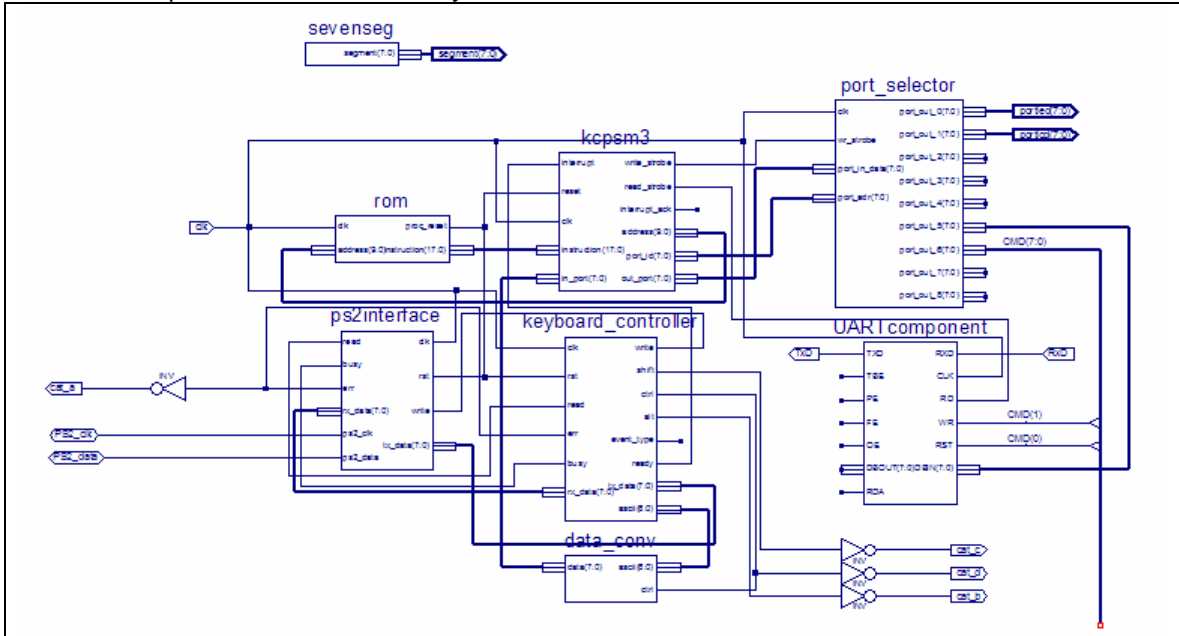 sevenseg
segment(7:0)
segment(7:0)
port_selector
clk
port_out_0(7:0)
portled(7:0)
wr_strobe
port_out_1(7:0)
port_out_2(7:0)
port_in_data(7:0)
port_out_3(7:0)
port_adr(7:0)
port_out_4(7:0)
port_out_5(7:0)
port_out_6(7:0)
CMD(7:0)
port_out_7(7:0)
port_out_8(7:0)
kcpsm3
interrupt
write_strobe
reset
read_strobe
clk
interrupt_ack
address(9:0)
instruction(17:0)
port_id(7:0)
in_port(7:0)
out_port(7:0)
clk
rom
clk
proc_reset
address(9:0)
instruction(17:0)
ps2interface
read
clk
busy
err
rst
rx_data(7:0)
write
ps2_clk
tx_data(7:0)
ps2_data
INV
cat_a
PS2_clk
PS2_data
keyboard_controller
clk
write
shift
rst
ctrl
read
alt
err
event_type
busy
ready
rx_data(7:0)
tx_data(7:0)
ascii(6:0)
data_conv
data(7:0)
ascii(6:0)
ctrl
UARTcomponent
TXD
TXD
RXD
RXD
TBE
CLK
PE
RD
FE
WR
CMD(1)
OE
RST
CMD(0)
DBOUT(7:0)
DBIN(7:0)
RDA
INV
cat_c
INV
cat_d
INV
cat_b